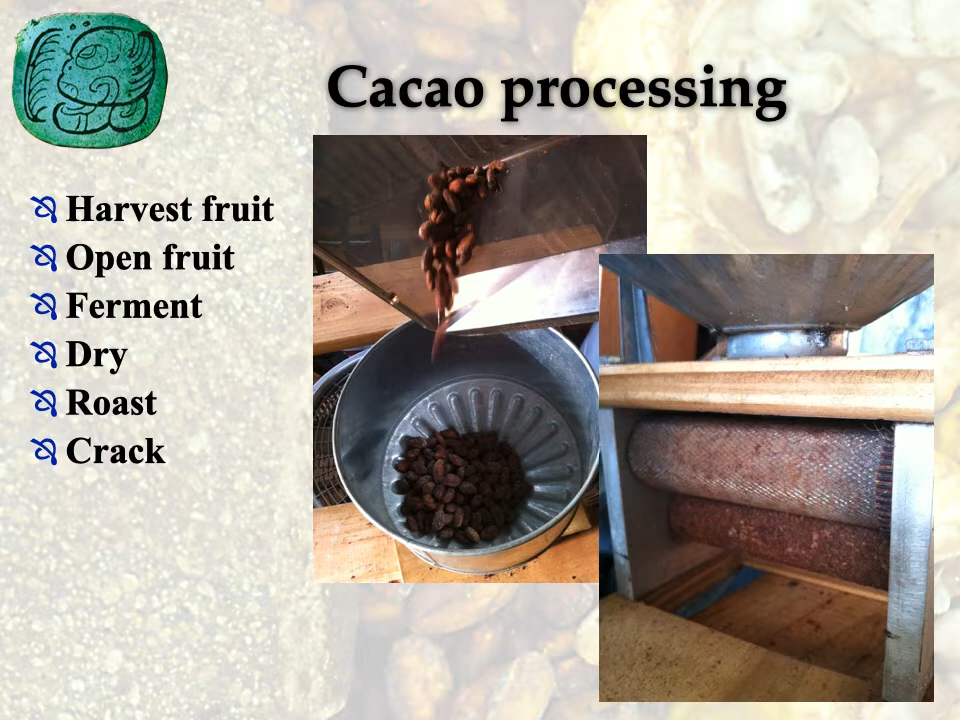 Cacao processing
Harvest fruit
Open fruit
Ferment
Dry
Roast
Crack